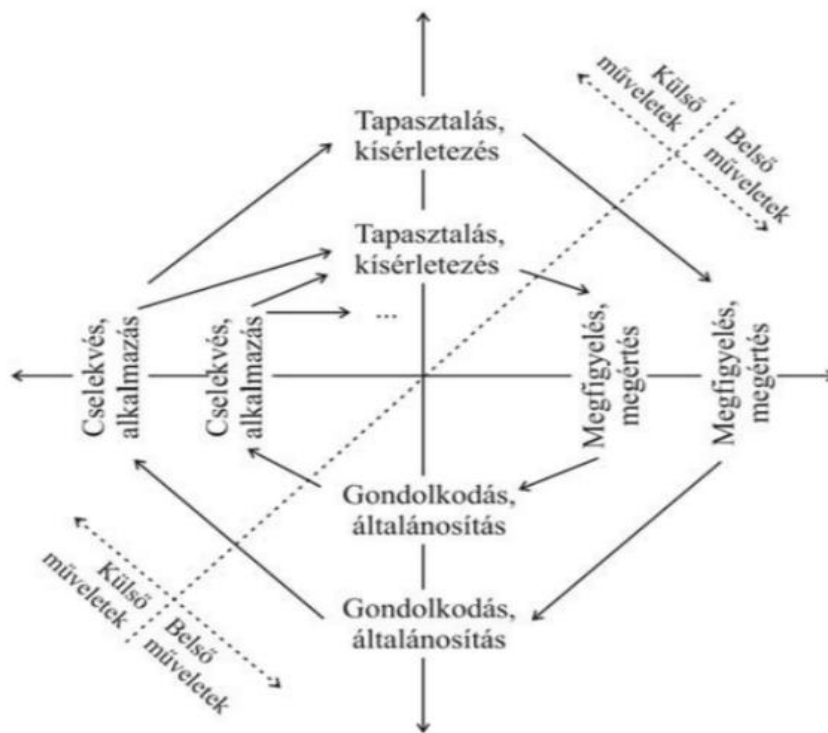 Külső
műveletek
Belső
műveletek
Tapasztalás,
kísérletezés
Tapasztalás,
kísérletezés
...
Cselekvés,
alkalmazás
Cselekvés,
alkalmazás
Megfigyelés,
megértés
Megfigyelés,
megértés
Gondolkodás,
általánosítás
Gondolkodás,
általánosítás
Külső
műveletek
Belső
műveletek